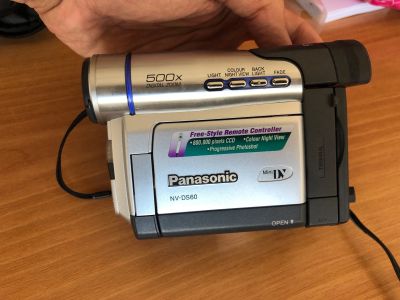 500x
DIGITAL ZOOM
LIGHT
COLOUR
NIGHT VIEW
BACK
LIGHT
FADE
i
Free-Style Remote Controller
•800,000 pixels CCD •Colour Night View
•Progressive Photoshot
Panasonic
Mini DV
NV-DS60
OPEN